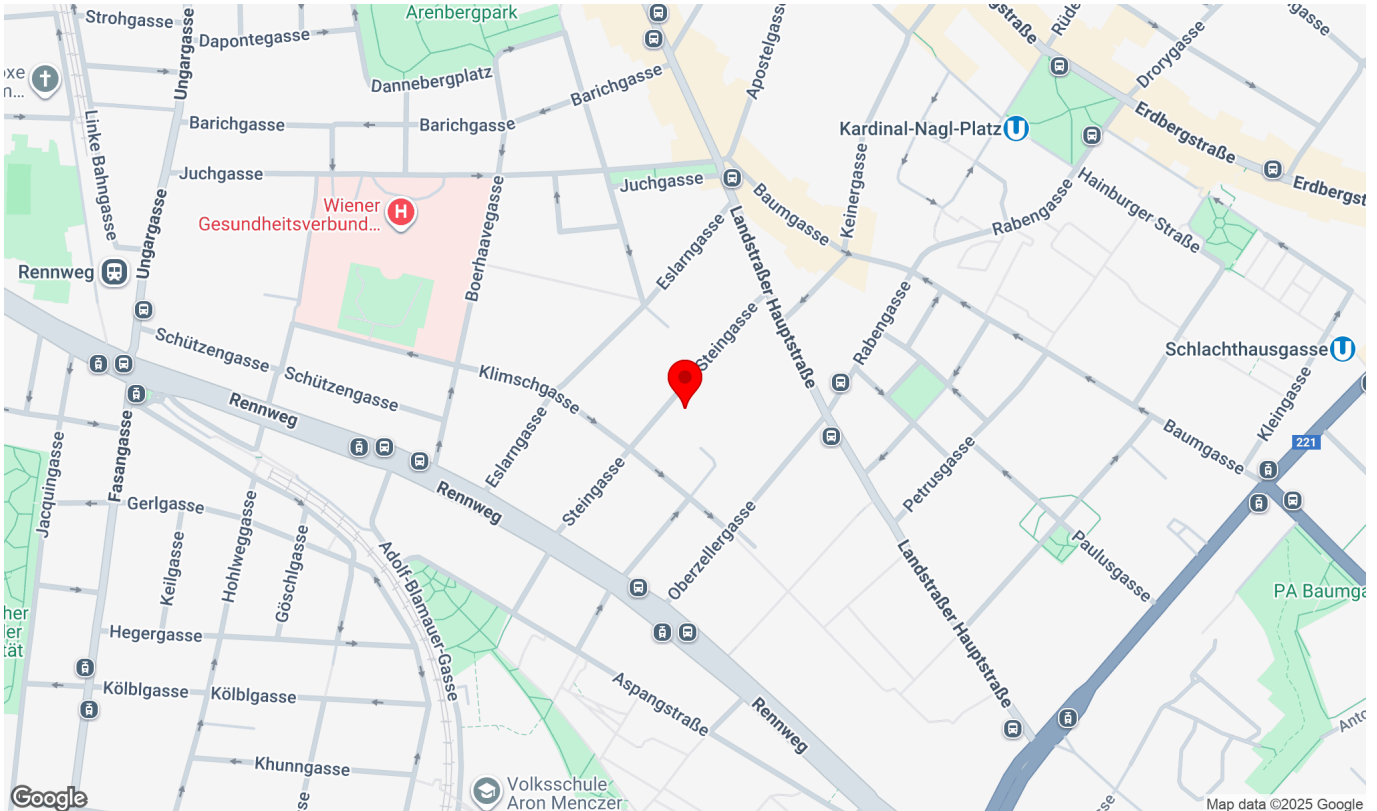 Strohgasse
Arenbergpark
Dapontegasse
Ungargasse
Dannebergplatz
Barichgasse
Apostelgasse
Drorygasse
Linke Bahngasse
Barichgasse
Barichgasse
Kardinal-Nagl-Platz
Erdbergstraße
Juchgasse
Juchgasse
Hainburger Straße
Wiener
Gesundheitsverbund...
H
Boerhaavegasse
Eslarngasse
Baumgasse
Keinergasse
Rabengasse
Ungargasse
Rennweg
Landstraßer Hauptstraße
Rabengasse
Schützengasse
Schützengasse
Steingasse
Schlachthausgasse
Klimschgasse
Rennweg
Kleingasse
Fasangasse
Jacquingasse
Eslarngasse
Steingasse
Petrusgasse
Baumgasse
221
Rennweg
Gerlgasse
Keilgasse
Hohlweggasse
Göschlgasse
Adolf-Blamauer-Gasse
Oberzellergasse
Landstraßer Hauptstraße
Paulusgasse
Hegergasse
Kölblgasse
Kölblgasse
Aspangstraße
Rennweg
Khunngasse
Volksschule
Aron Menczer
Google
Map data ©2025 Google